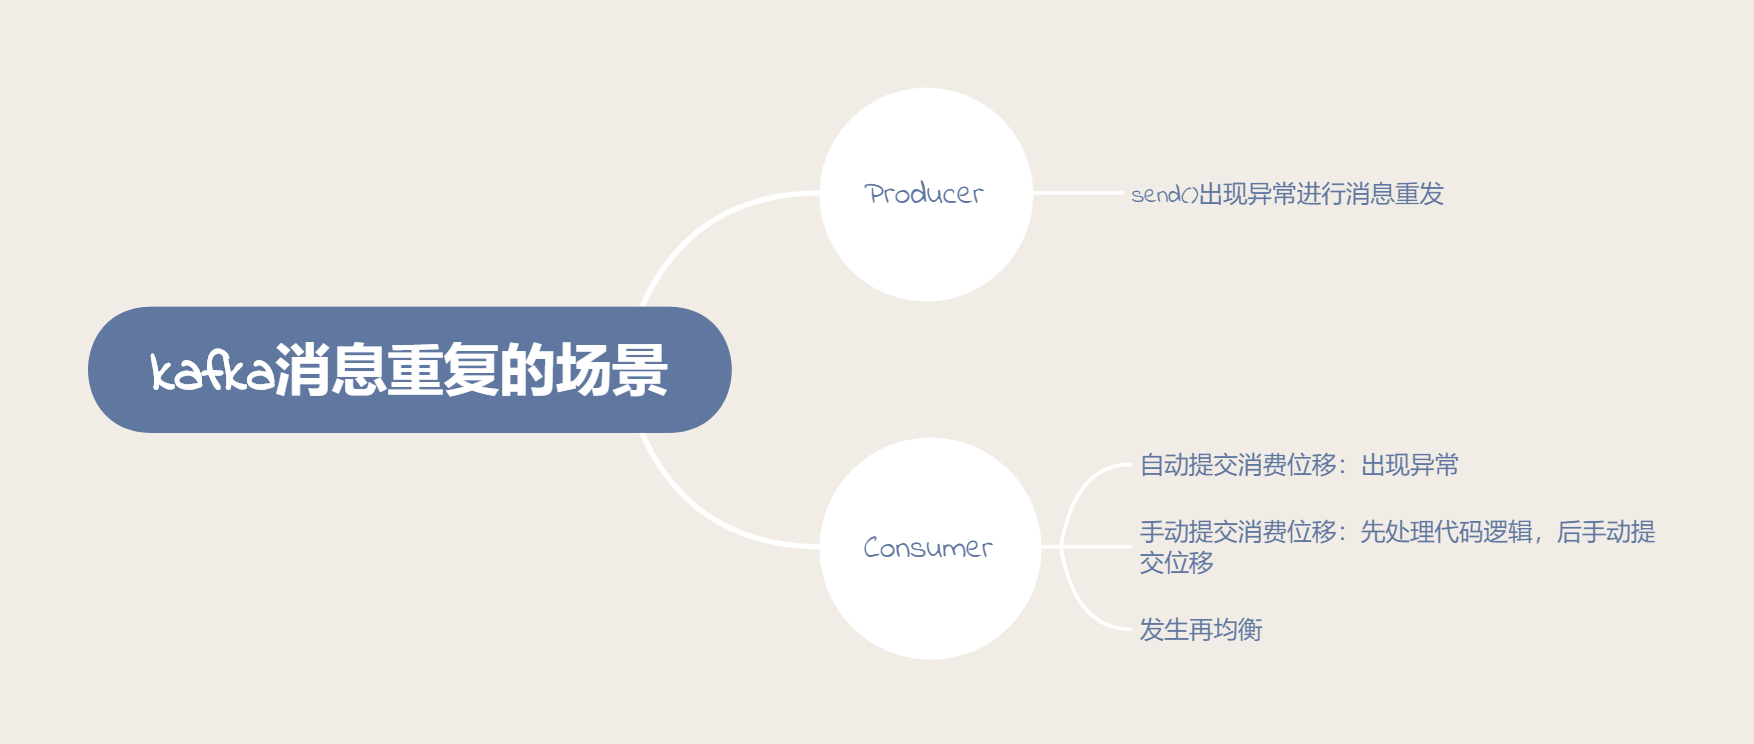 kafka消息重复的场景
Producer
send()出现异常进行消息重发
Consumer
自动提交消费位移：出现异常
手动提交消费位移：先处理代码逻辑，后手动提
交位移
发生再均衡